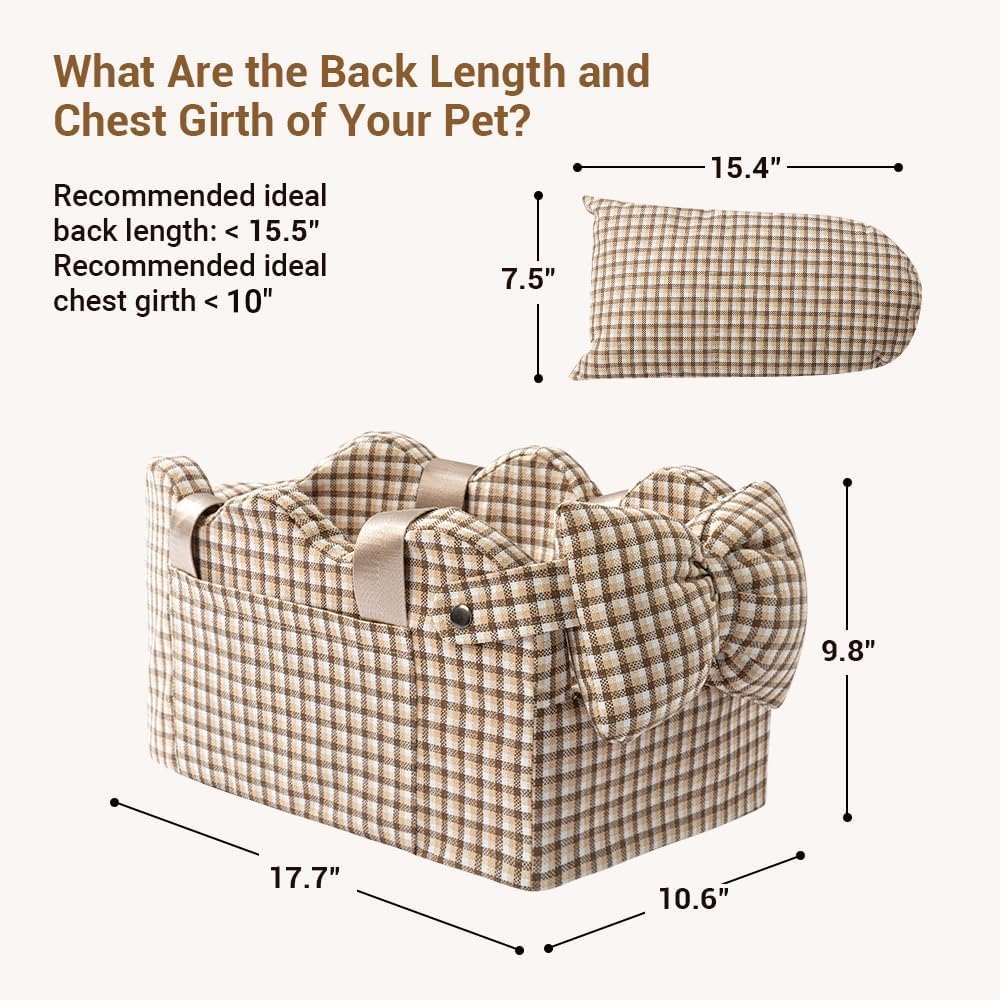 What Are the Back Length and
Chest Girth of Your Pet?
Recommended ideal
back length: < 15.5"
Recommended ideal
chest girth < 10"
15.4"
7.5"
9.8"
17.7"
10.6"